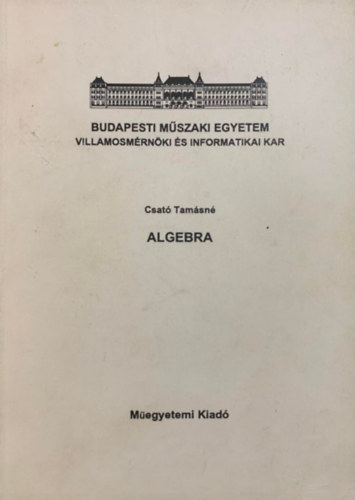 BUDAPESTI MŰSZAKI EGYETEM
VILLAMOSMÉRNÖKI ÉS INFORMATIKAI KAR
Csató Tamásné
ALGEBRA
Műegyetemi Kiadó